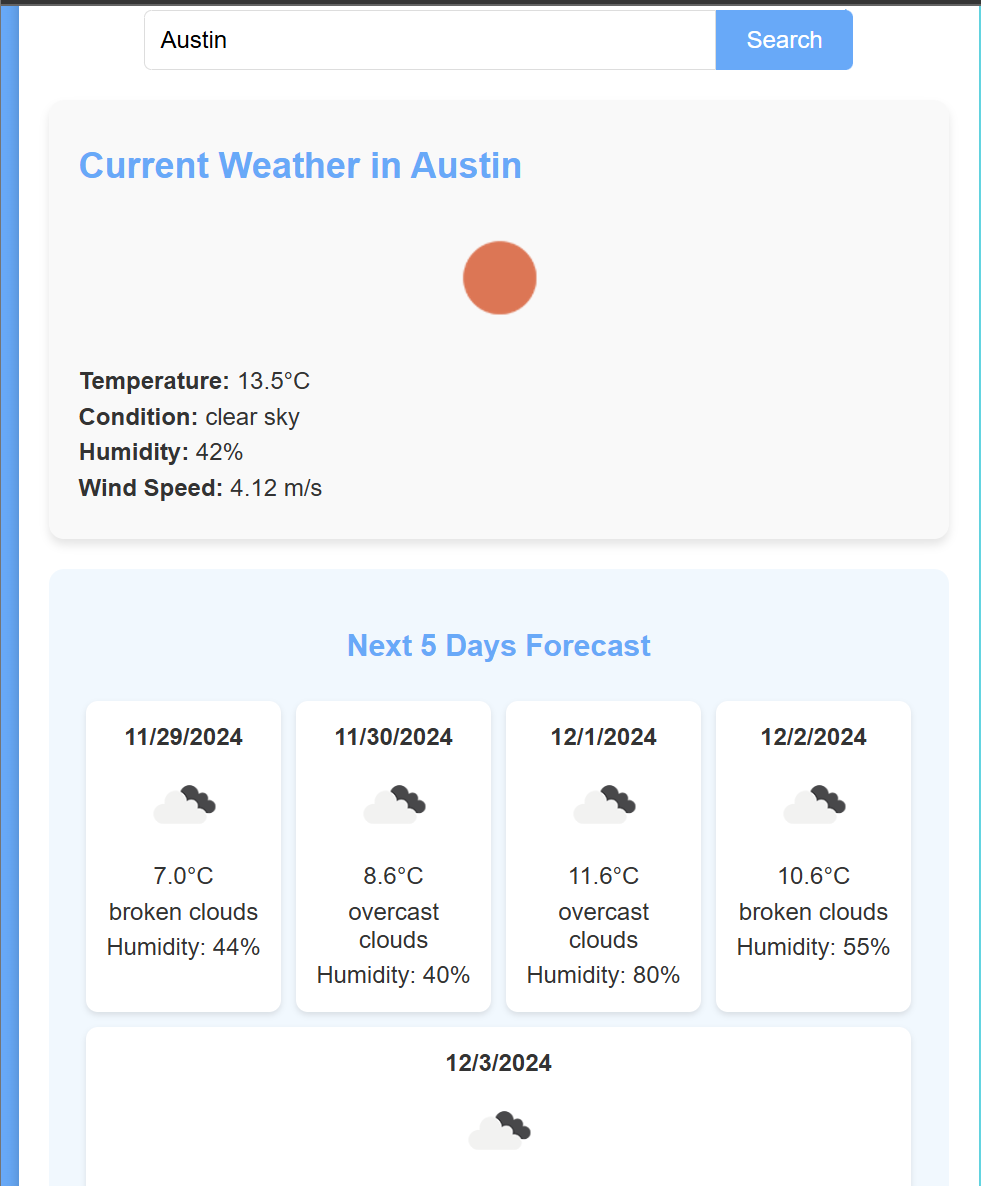 Austin
Search
Current Weather in Austin
Temperature: 13.5°C
Condition: clear sky
Humidity: 42%
Wind Speed: 4.12 m/s
Next 5 Days Forecast
11/29/2024
7.0°C
broken clouds
Humidity: 44%
11/30/2024
8.6°C
overcast
clouds
Humidity: 40%
12/1/2024
11.6°C
overcast
clouds
Humidity: 80%
12/2/2024
10.6°C
broken clouds
Humidity: 55%
12/3/2024